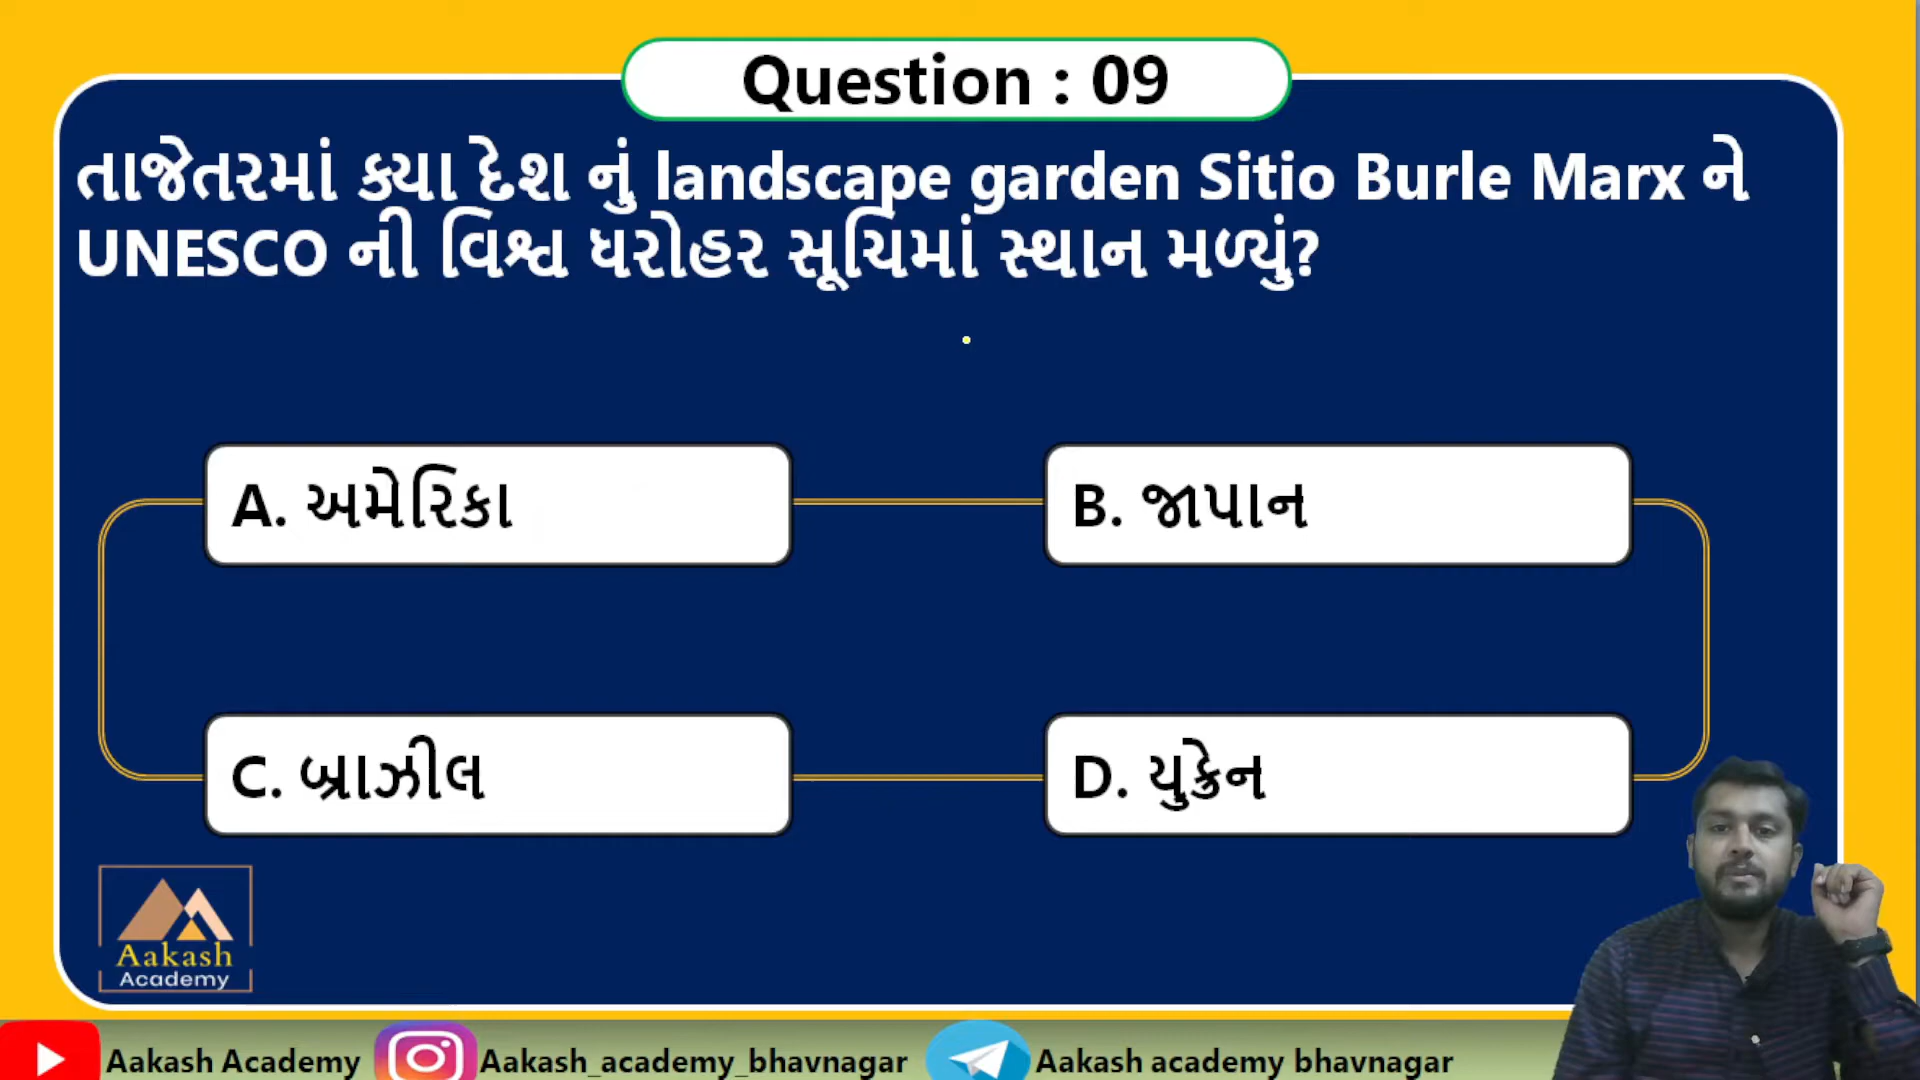 Question : 09
તાજેતરમાં ક્યા દેશ નું landscape garden Sitio Burle Marx ને
UNESCO ની વિશ્વ ધરોહર સૂચિમાં સ્થાન મળ્યું?
A. અમેરિકા
B. જાપાન
C. બ્રાઝીલ
D. યુક્રેન
Aakash
Academy
Aakash Academy
Aakash_academy_bhavnagar
Aakash academy bhavnagar